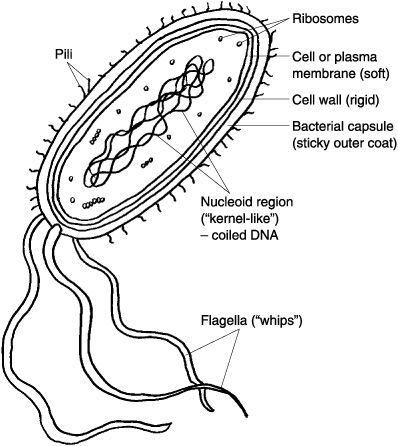 Ribosomes
Pili
Cell or plasma
membrane (soft)
Cell wall (rigid)
Bacterial capsule
(sticky outer coat)
Nucleoid region
(“kernel-like”)
– coiled DNA
Flagella (“whips”)